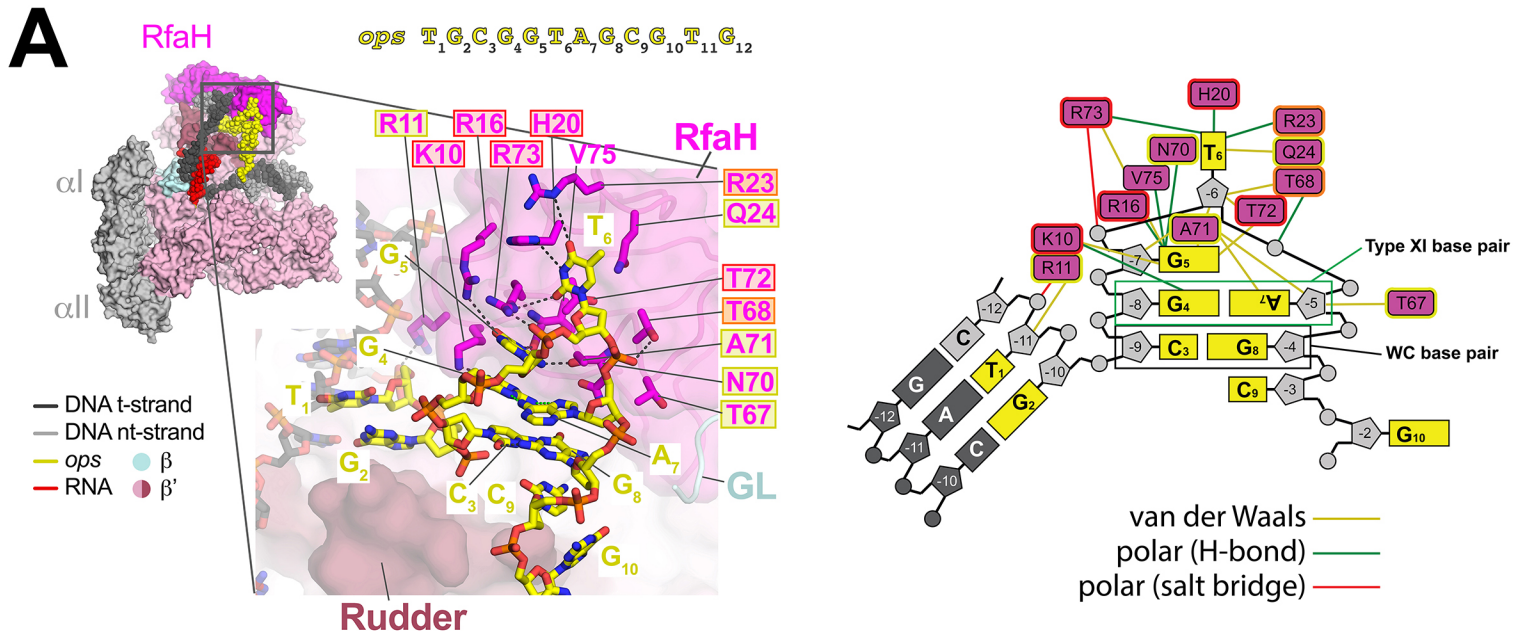 A
RfaH
ops T1G2C3G4G5T6A7G8C9G10T11G12
αI
αII
R11 R16 H20
K10 R73 V75
RfaH
R23
Q24
T72
T68
A71
N70
T67
T6
G5
G4
T1
G2
C3 C9
G8
A7
G10
GL
Rudder
DNA t-strand
DNA nt-strand
ops β
RNA β'
H20
R73
R23
N70
T6
Q24
V75
T68
-6
R16
T72
A71
K10
R11
-7
G5
Type XI base pair
-12
-8
G4
A7
-5
T67
C
-11
-9
C3
G8
-4
WC base pair
G
T1
-10
C9
-3
-12
A
G2
-2
G10
-11
C
-10
van der Waals
polar (H-bond)
polar (salt bridge)